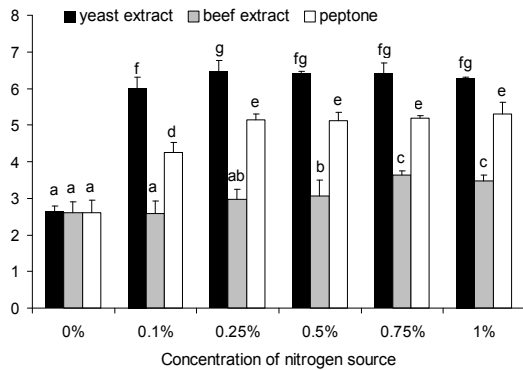 yeast extract beef extract peptone
8
7
6
5
4
3
2
1
0
a a a
f a d
g ab e
fg b e
fg c e
fg c e
0% 0.1% 0.25% 0.5% 0.75% 1%
Concentration of nitrogen source